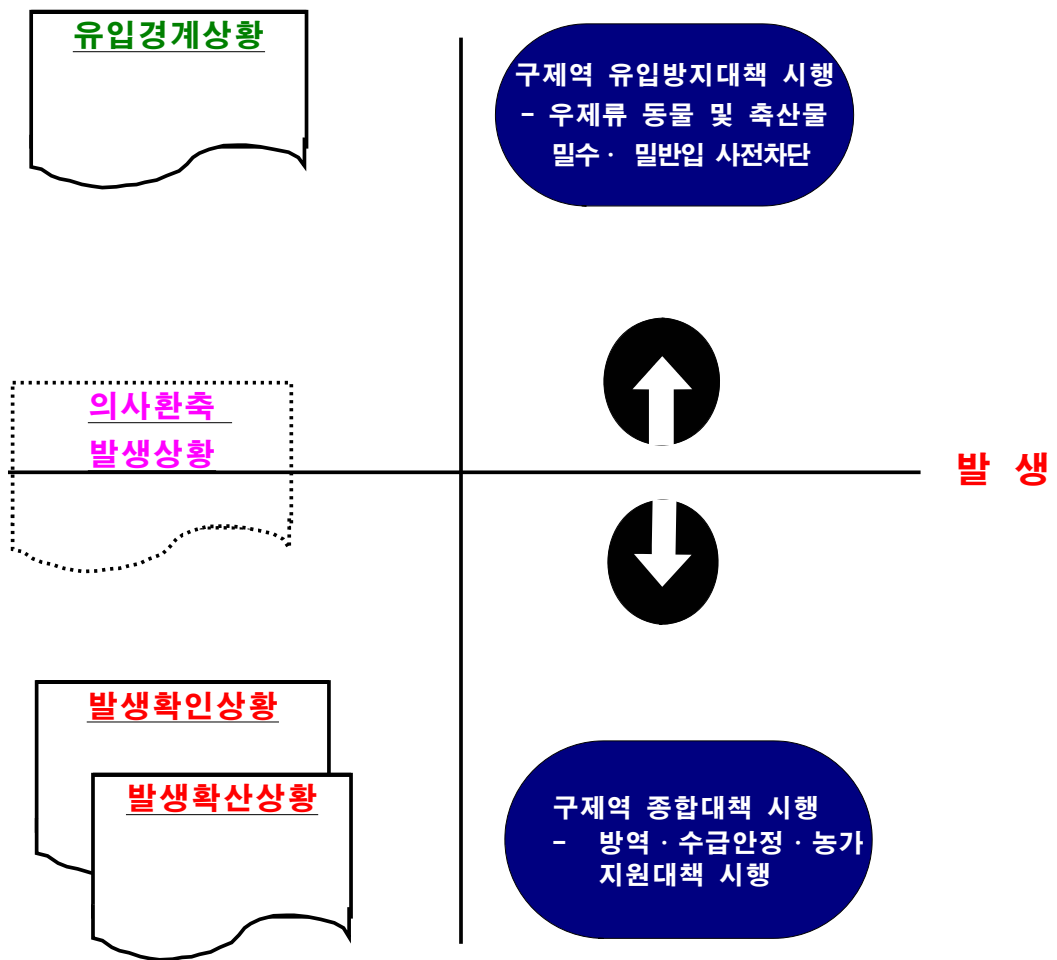 유입경계상황
구제역 유입방지대책 시행
- 우제류 동물 및 축산물
밀수· 밀반입 사전차단
의사환축
발생상황
발 생
발생확인상황
발생확산상황
구제역 종합대책 시행
- 방역·수급안정·농가
지원대책 시행